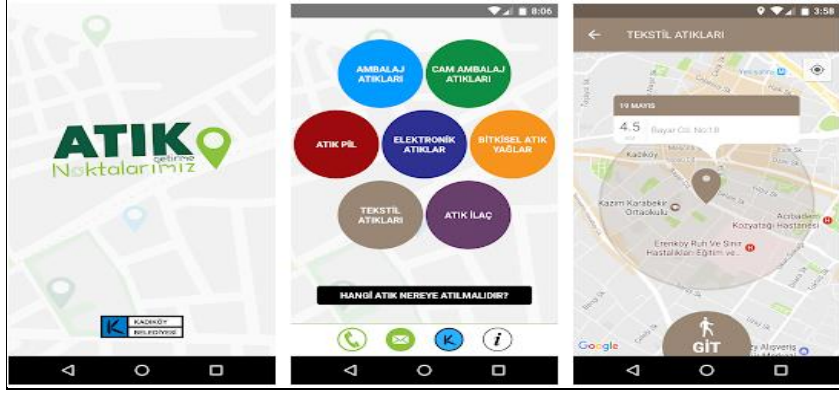 ATIK
getirme
Noktalarımız
KADIKÖY
BELEDİYESİ
8:06
AMBALAJ
ATIKLARI
CAM AMBALAJ
ATIKLARI
ATIK PİL
ELEKTRONİK
ATIKLAR
BİTKİSEL ATIK
YAĞLAR
TEKSTİL
ATIKLARI
ATIK İLAÇ
HANGİ ATIK NEREYE ATILMALIDIR?
K
i
3:58
TEKSTİL ATIKLARI
19 MAYIS
4.5
Bayar Cd. No:18
Kadıköy
Kazım Karabekir
Ortaokulu
Acıbadem
Kozyatağı Hastanesi
Erenköy Ruh Ve Sinir
Hastalıkları Eğitim ve..
GİT
Google
Alışveriş